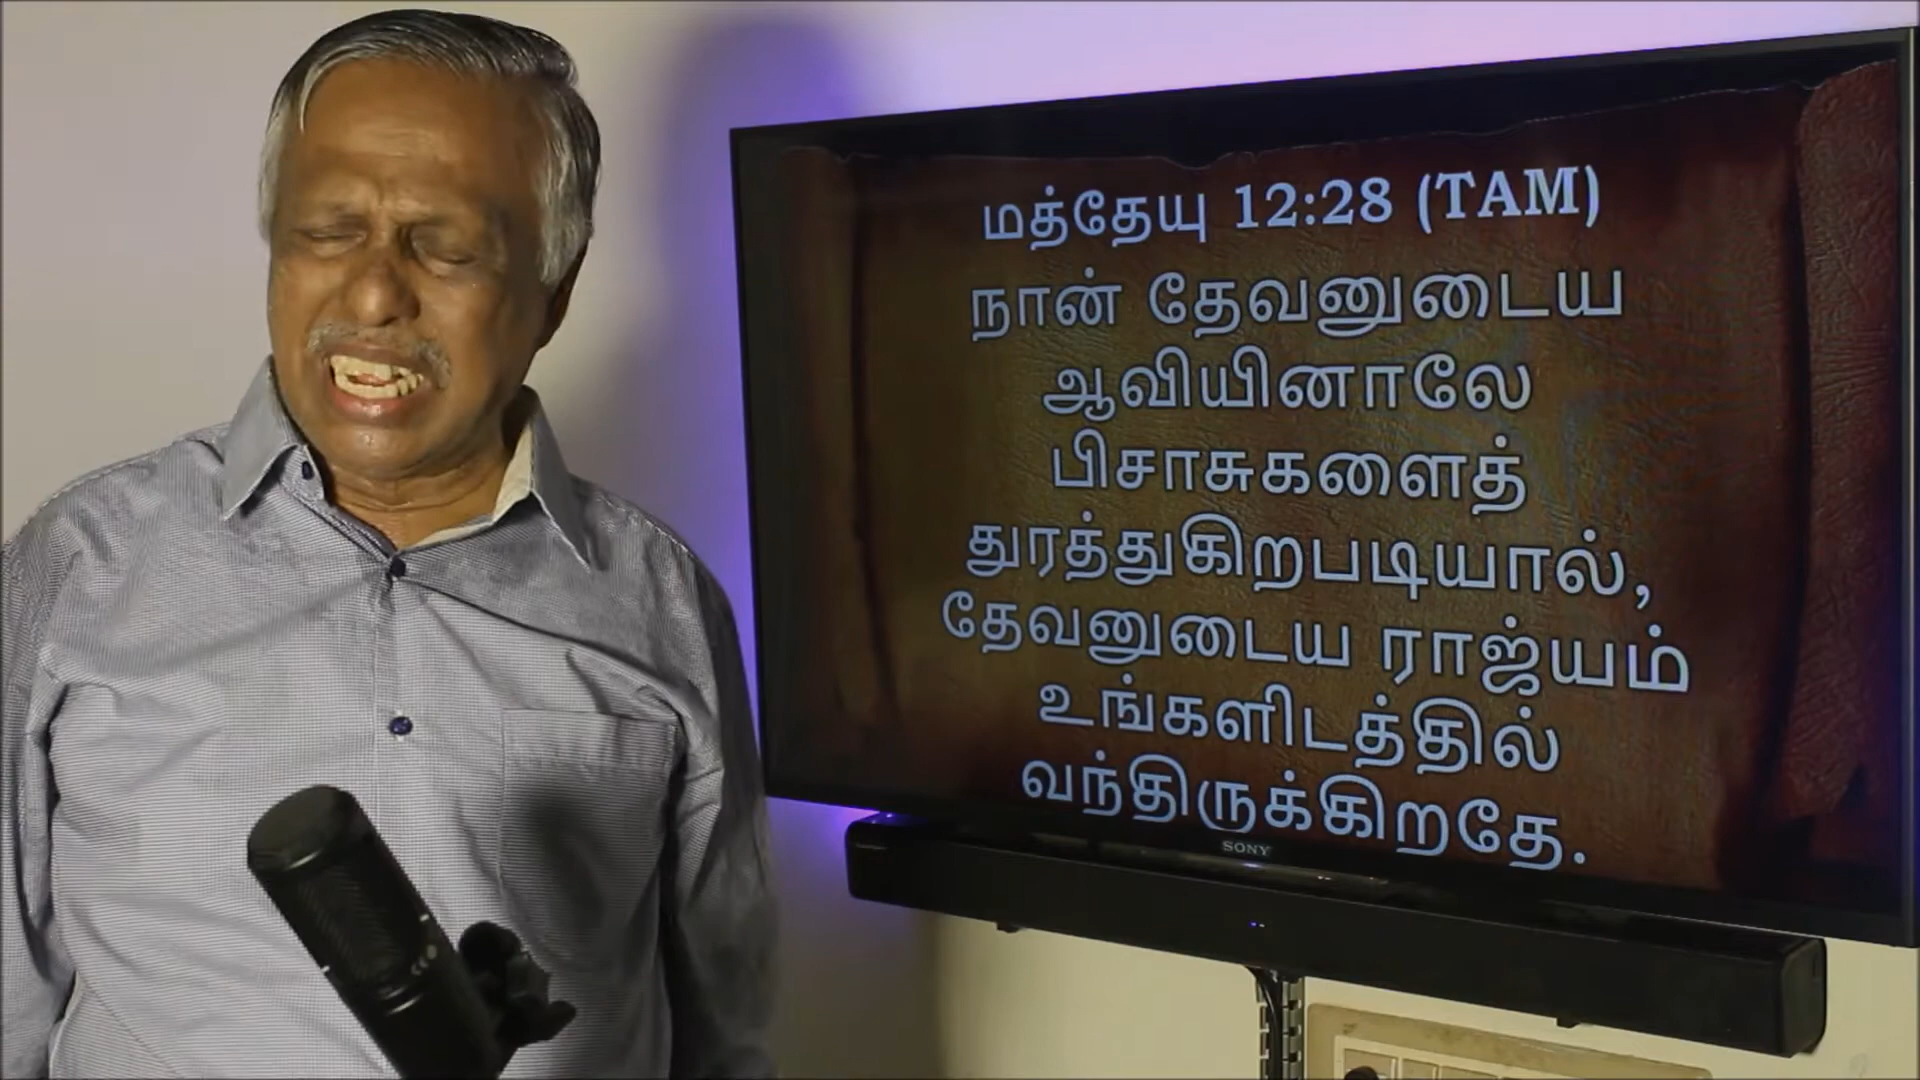 மத்தேயு 12:28 (TAM)
நான் தேவனுடைய
ஆவியினாலே
பிசாசுகளைத்
துரத்துகிறபடியால்,
தேவனுடைய ராஜ்யம்
உங்களிடத்தில்
வந்திருக்கிறதே.
SONY